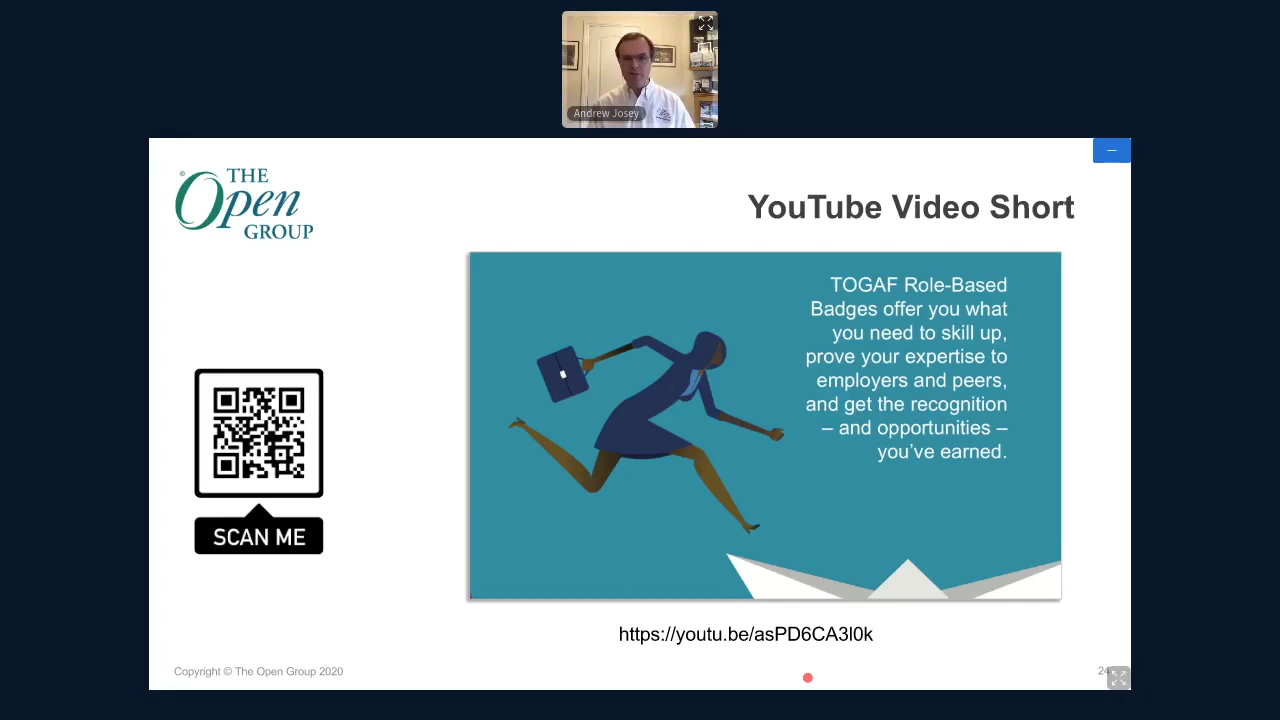 Andrew Josey
® THE
Open
GROUP
YouTube Video Short
TOGAF Role-Based
Badges offer you what
you need to skill up,
prove your expertise to
employers and peers,
and get the recognition
– and opportunities –
you’ve earned.
SCAN ME
https://youtu.be/asPD6CA3l0k
Copyright © The Open Group 2020
24